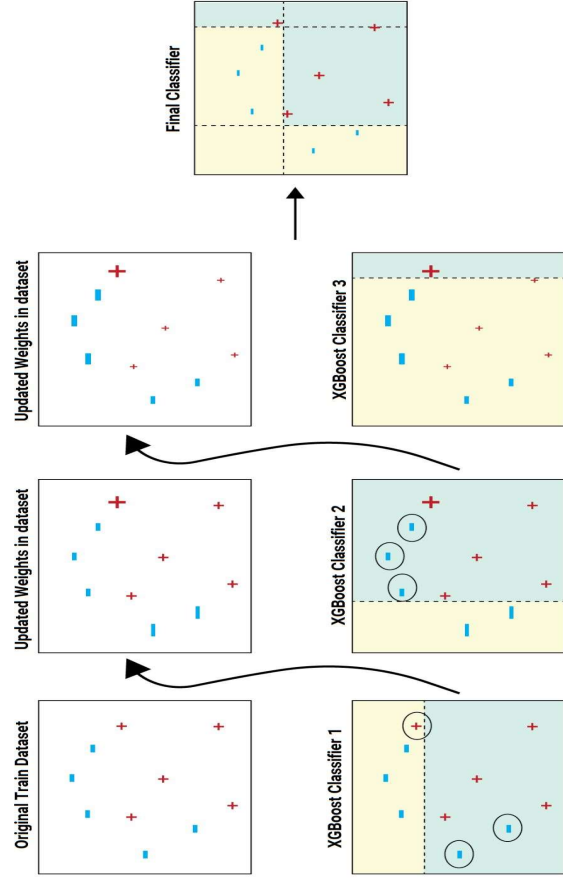 Original Train Dataset
Updated Weights in dataset
Updated Weights in dataset
XGBoost Classifier 1
XGBoost Classifier 2
XGBoost Classifier 3
Final Classifier